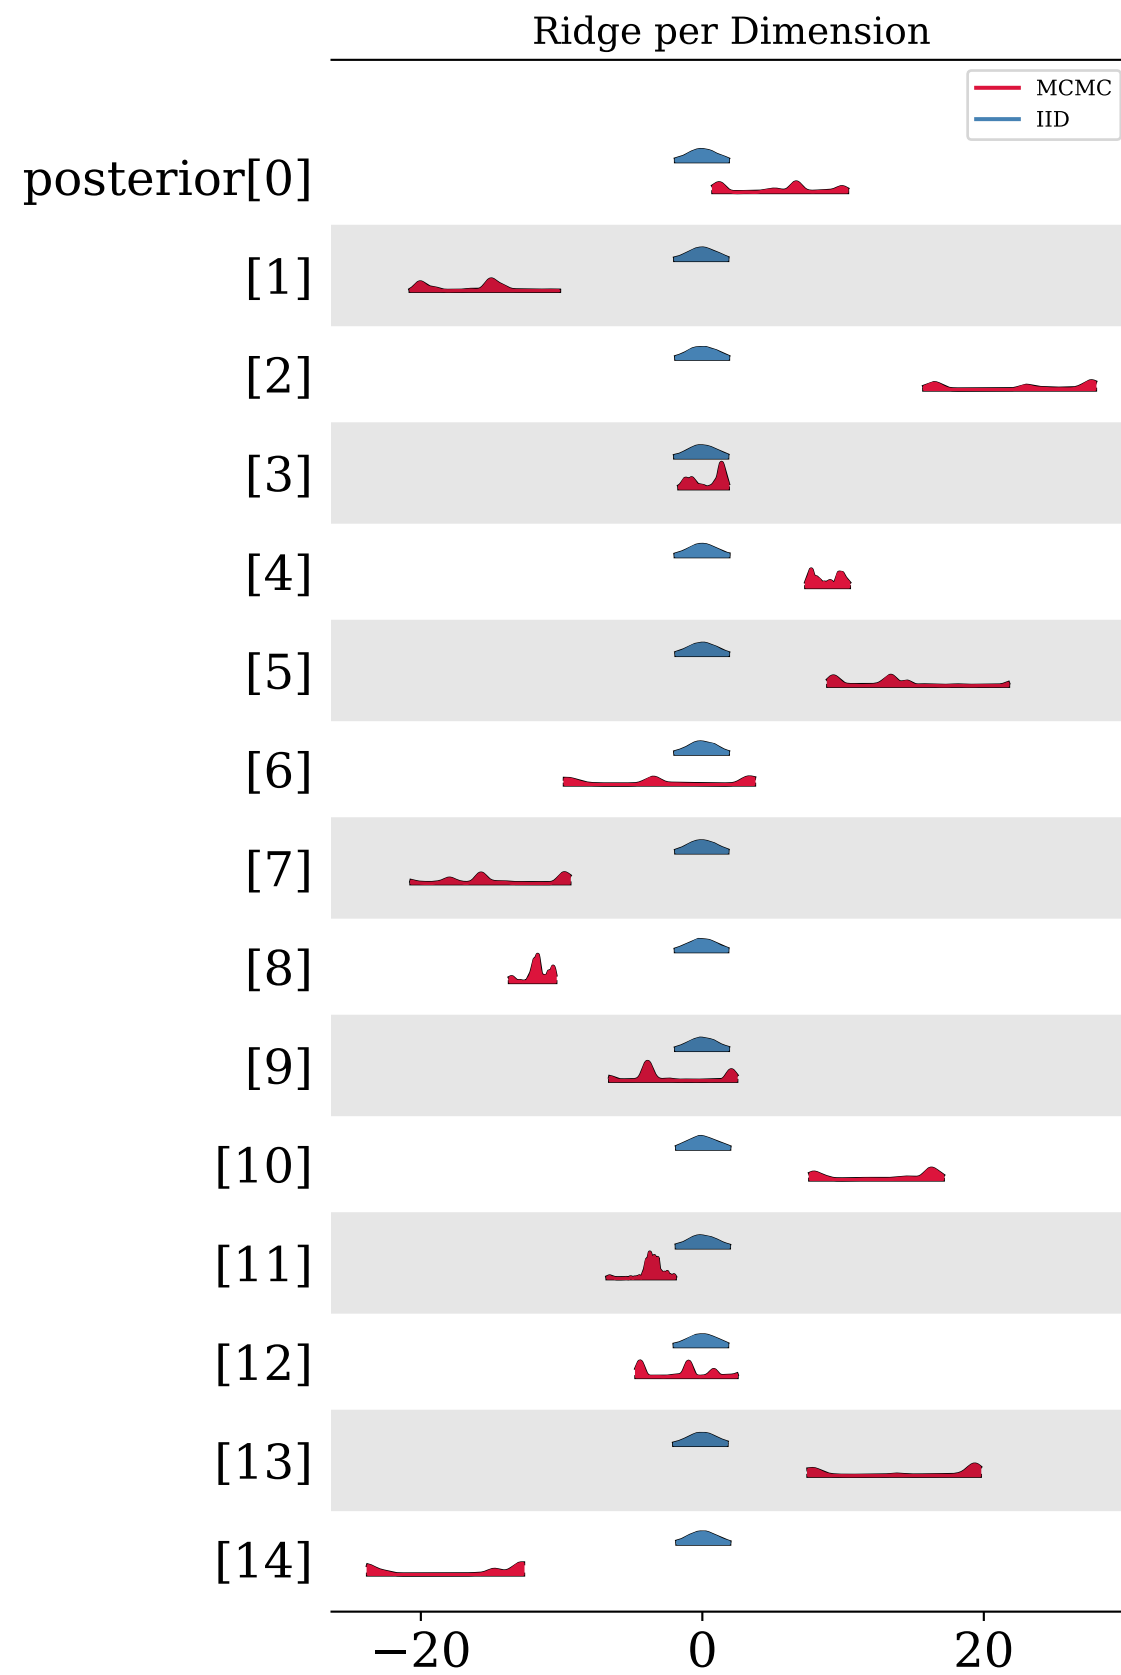 Ridge per Dimension
MCMC
IID
posterior[0]
[1]
[2]
[3]
[4]
[5]
[6]
[7]
[8]
[9]
[10]
[11]
[12]
[13]
[14]
−20 0 20